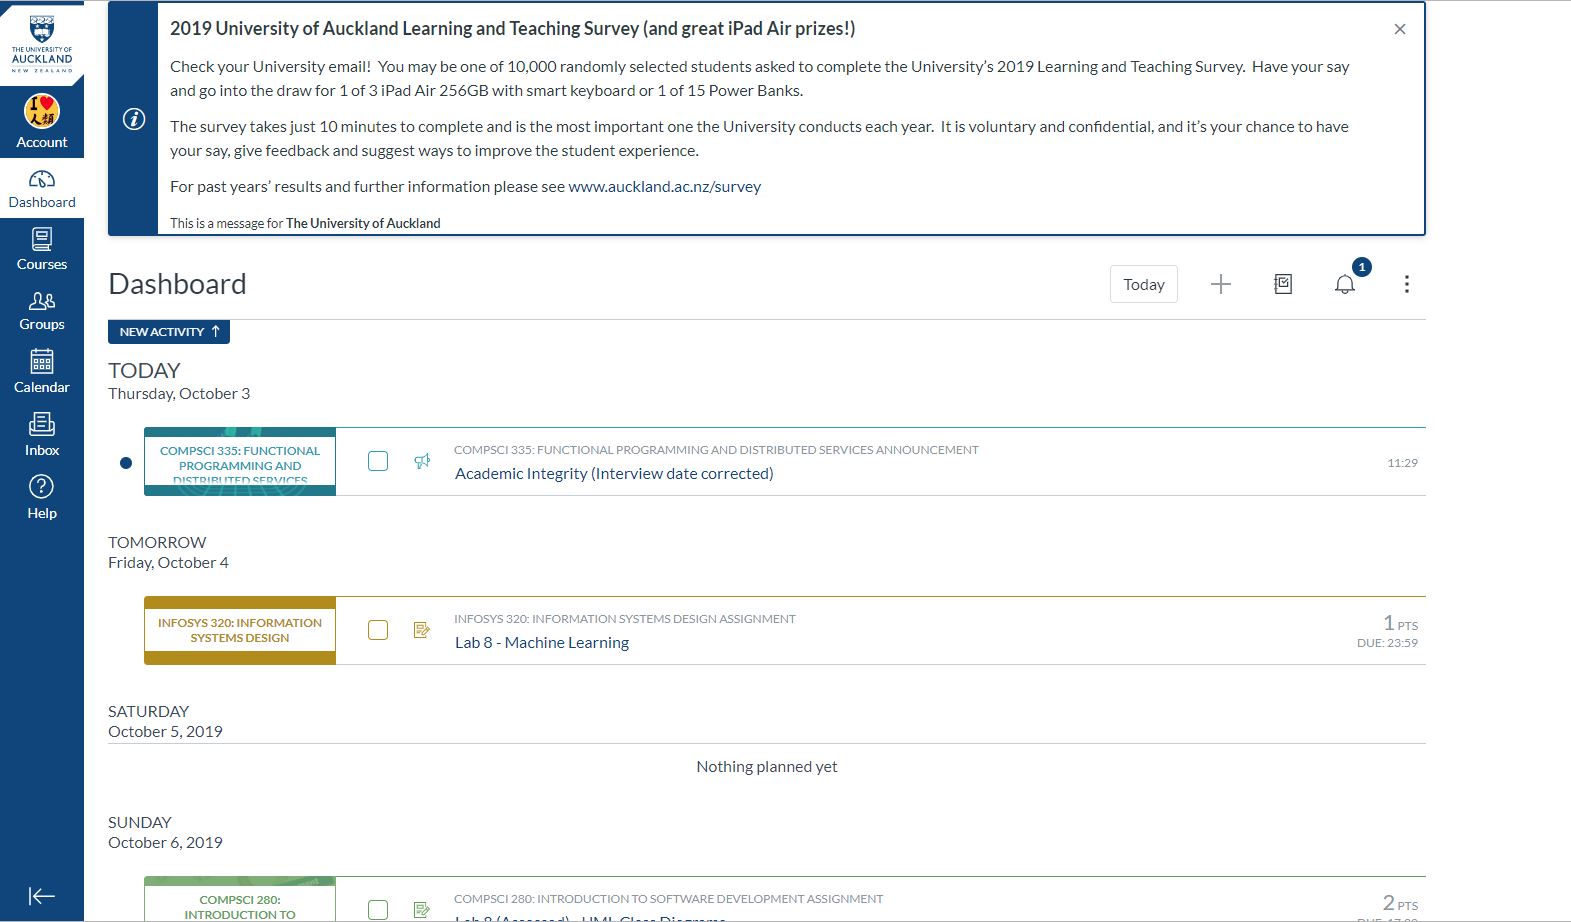 THE UNIVERSITY OF
AUCKLAND
NEW ZEALAND
I
人類
Account
Dashboard
Courses
Groups
Calendar
Inbox
Help
2019 University of Auckland Learning and Teaching Survey (and great iPad Air prizes!)
Check your University email! You may be one of 10,000 randomly selected students asked to complete the University's 2019 Learning and Teaching Survey. Have your say
and go into the draw for 1 of 3 iPad Air 256GB with smart keyboard or 1 of 15 Power Banks.
The survey takes just 10 minutes to complete and is the most important one the University conducts each year. It is voluntary and confidential, and it's your chance to have
your say, give feedback and suggest ways to improve the student experience.
For past years' results and further information please see www.auckland.ac.nz/survey
This is a message for The University of Auckland
Dashboard
Today
1
NEW ACTIVITY ↑
TODAY
Thursday, October 3
COMPSCI 335: FUNCTIONAL
PROGRAMMING AND
DISTRIBUTED SERVICES
COMPSCI 335: FUNCTIONAL PROGRAMMING AND DISTRIBUTED SERVICES ANNOUNCEMENT
Academic Integrity (Interview date corrected)
11:29
TOMORROW
Friday, October 4
INFOSYS 320: INFORMATION
SYSTEMS DESIGN
INFOSYS 320: INFORMATION SYSTEMS DESIGN ASSIGNMENT
Lab 8 - Machine Learning
1 PTS
DUE: 23:59
SATURDAY
October 5, 2019
Nothing planned yet
SUNDAY
October 6, 2019
COMPSCI 280:
INTRODUCTION TO
COMPSCI 280: INTRODUCTION TO SOFTWARE DEVELOPMENT ASSIGNMENT
Lab 8 (Assessed) - UML Class Diagrams
2 PTS